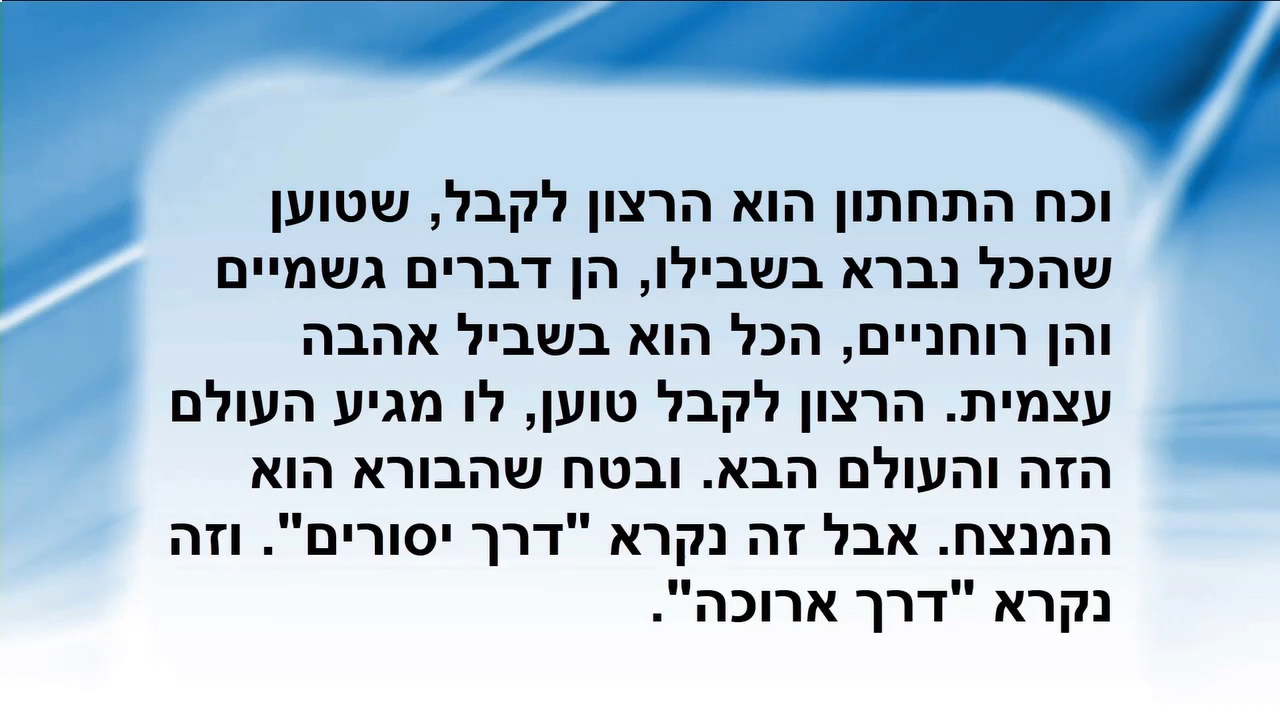 וכח התחתון הוא הרצון לקבל, שטוען
שהכל נברא בשבילו, הן דברים גשמיים
והן רוחניים, הכל הוא בשביל אהבה
עצמית. הרצון לקבל טוען, לו מגיע העולם
הזה והעולם הבא. ובטח שהבורא הוא
המנצח. אבל זה נקרא "דרך יסורים". וזה
נקרא "דרך ארוכה".